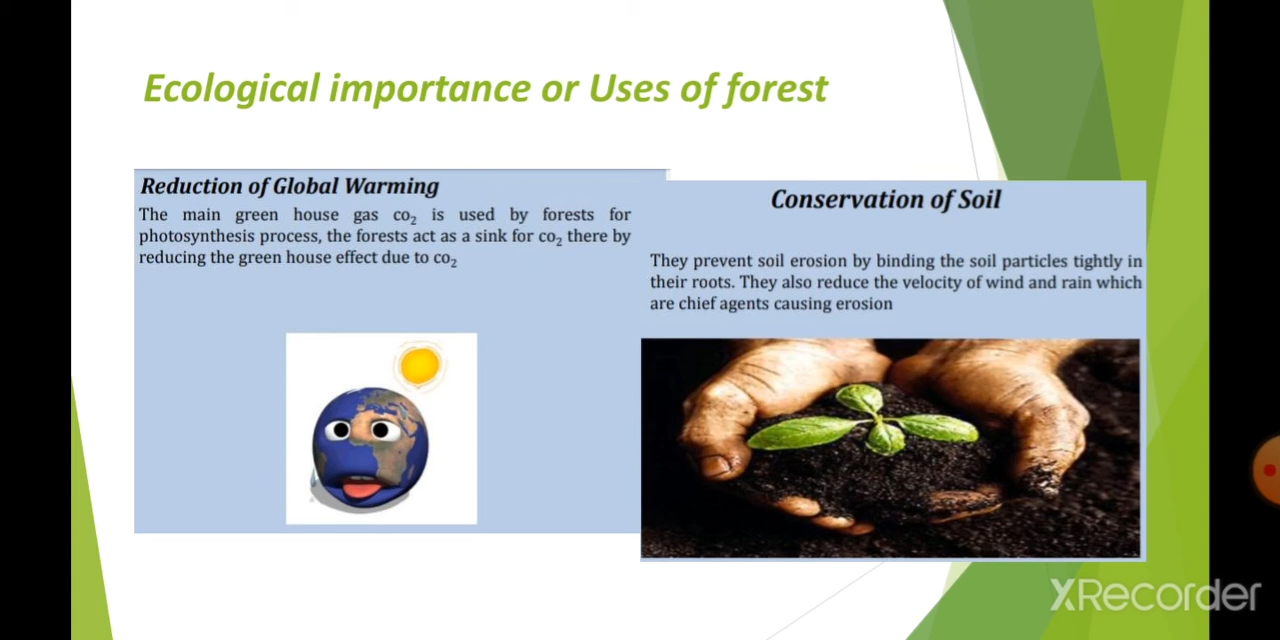 Ecological importance or Uses of forest
Reduction of Global Warming
The main green house gas co₂ is used by forests for
photosynthesis process, the forests act as a sink for co₂ there by
reducing the green house effect due to co₂
Conservation of Soil
They prevent soil erosion by binding the soil particles tightly in
their roots. They also reduce the velocity of wind and rain which
are chief agents causing erosion
XRecorder